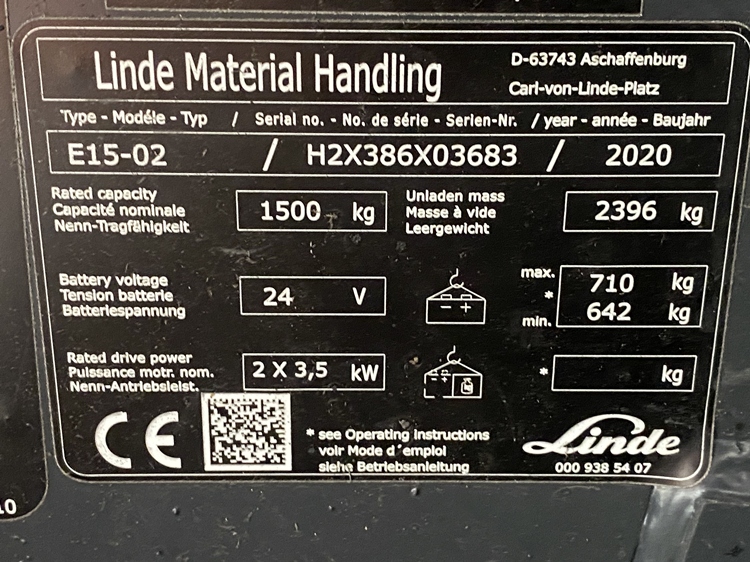 Linde Material Handling
D-63743 Aschaffenburg
Carl-von-Linde-Platz
Type - Modéle - Typ / Serial no. - No. de série - Serien-Nr. / year - année - Baujahr
E15-02 / H2X386X03683 / 2020
Rated capacity
Capacité nominale
Nenn-Tragfähigkeit
1500 kg
Unladen mass
Masse à vide
Leergewicht
2396 kg
Battery voltage
Tension batterie
Batteriespannung
24 V
- +
max. 710 kg
*
min. 642 kg
Rated drive power
Puissance motr. nom.
Nenn-Antriebsleist.
2 X 3,5 kW
- +
* kg
CE
* see Operating instructions
voir Mode d´emploi
siehe Betriebsanleitung
Linde
000 938 54 07